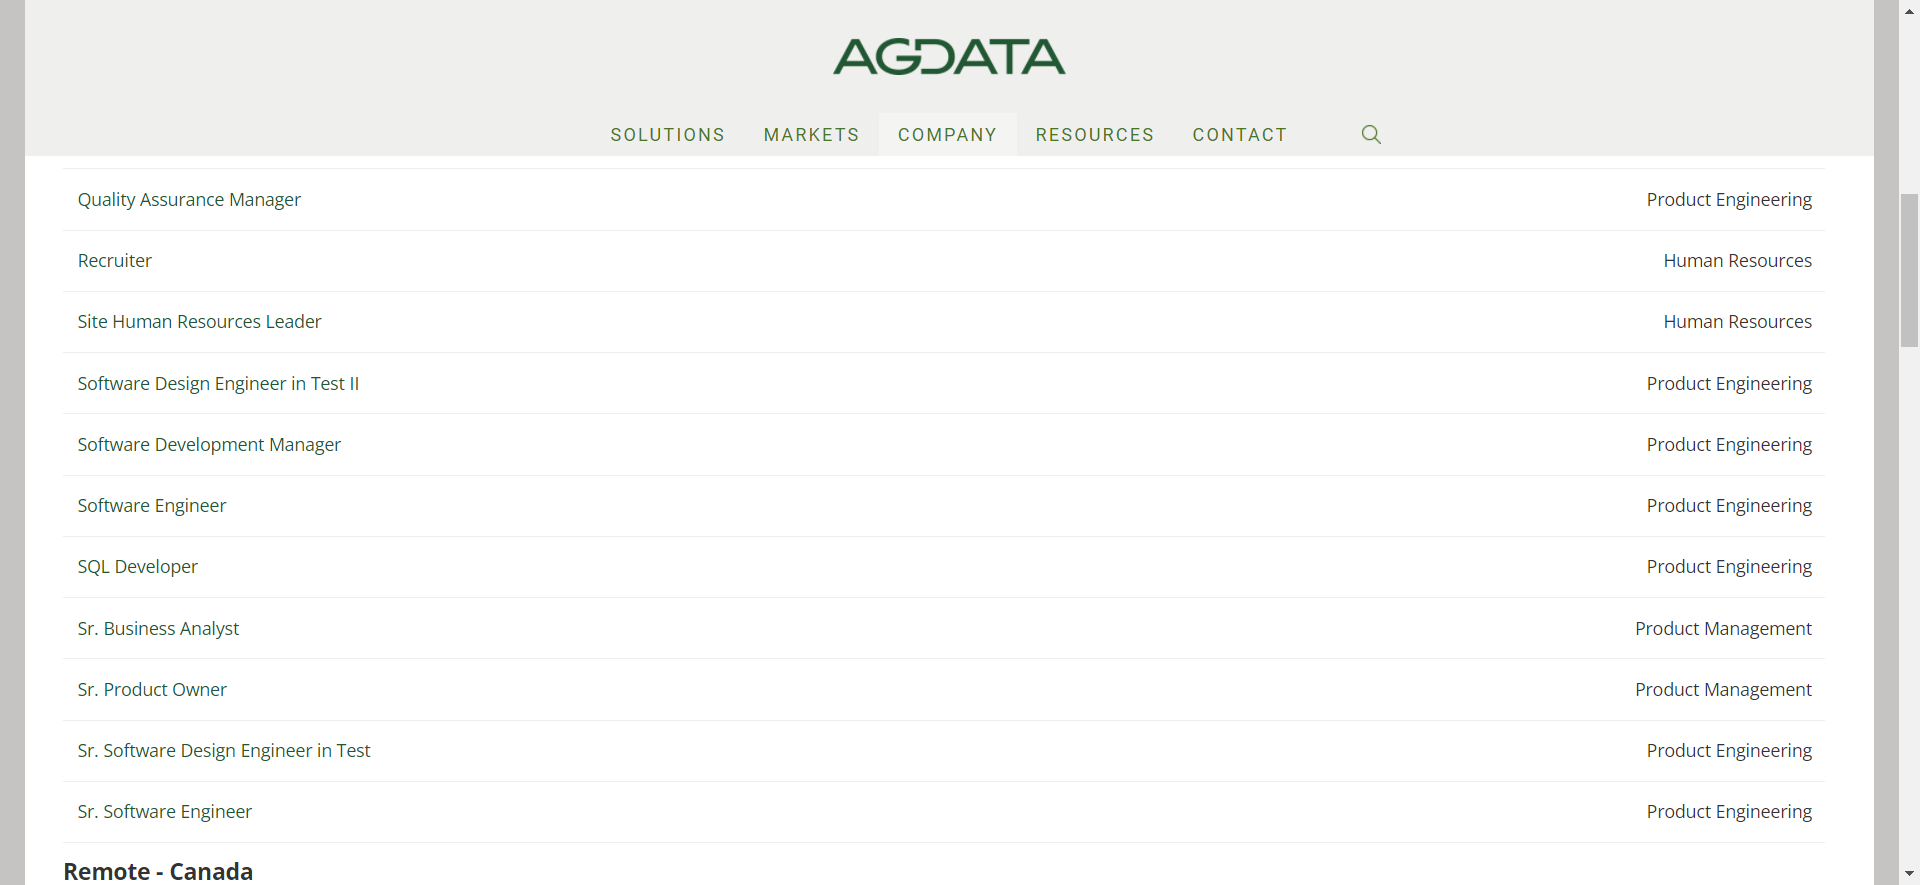 AGDATA
SOLUTIONS MARKETS COMPANY RESOURCES CONTACT
Quality Assurance Manager Product Engineering
Recruiter Human Resources
Site Human Resources Leader Human Resources
Software Design Engineer in Test II Product Engineering
Software Development Manager Product Engineering
Software Engineer Product Engineering
SQL Developer Product Engineering
Sr. Business Analyst Product Management
Sr. Product Owner Product Management
Sr. Software Design Engineer in Test Product Engineering
Sr. Software Engineer Product Engineering
Remote - Canada